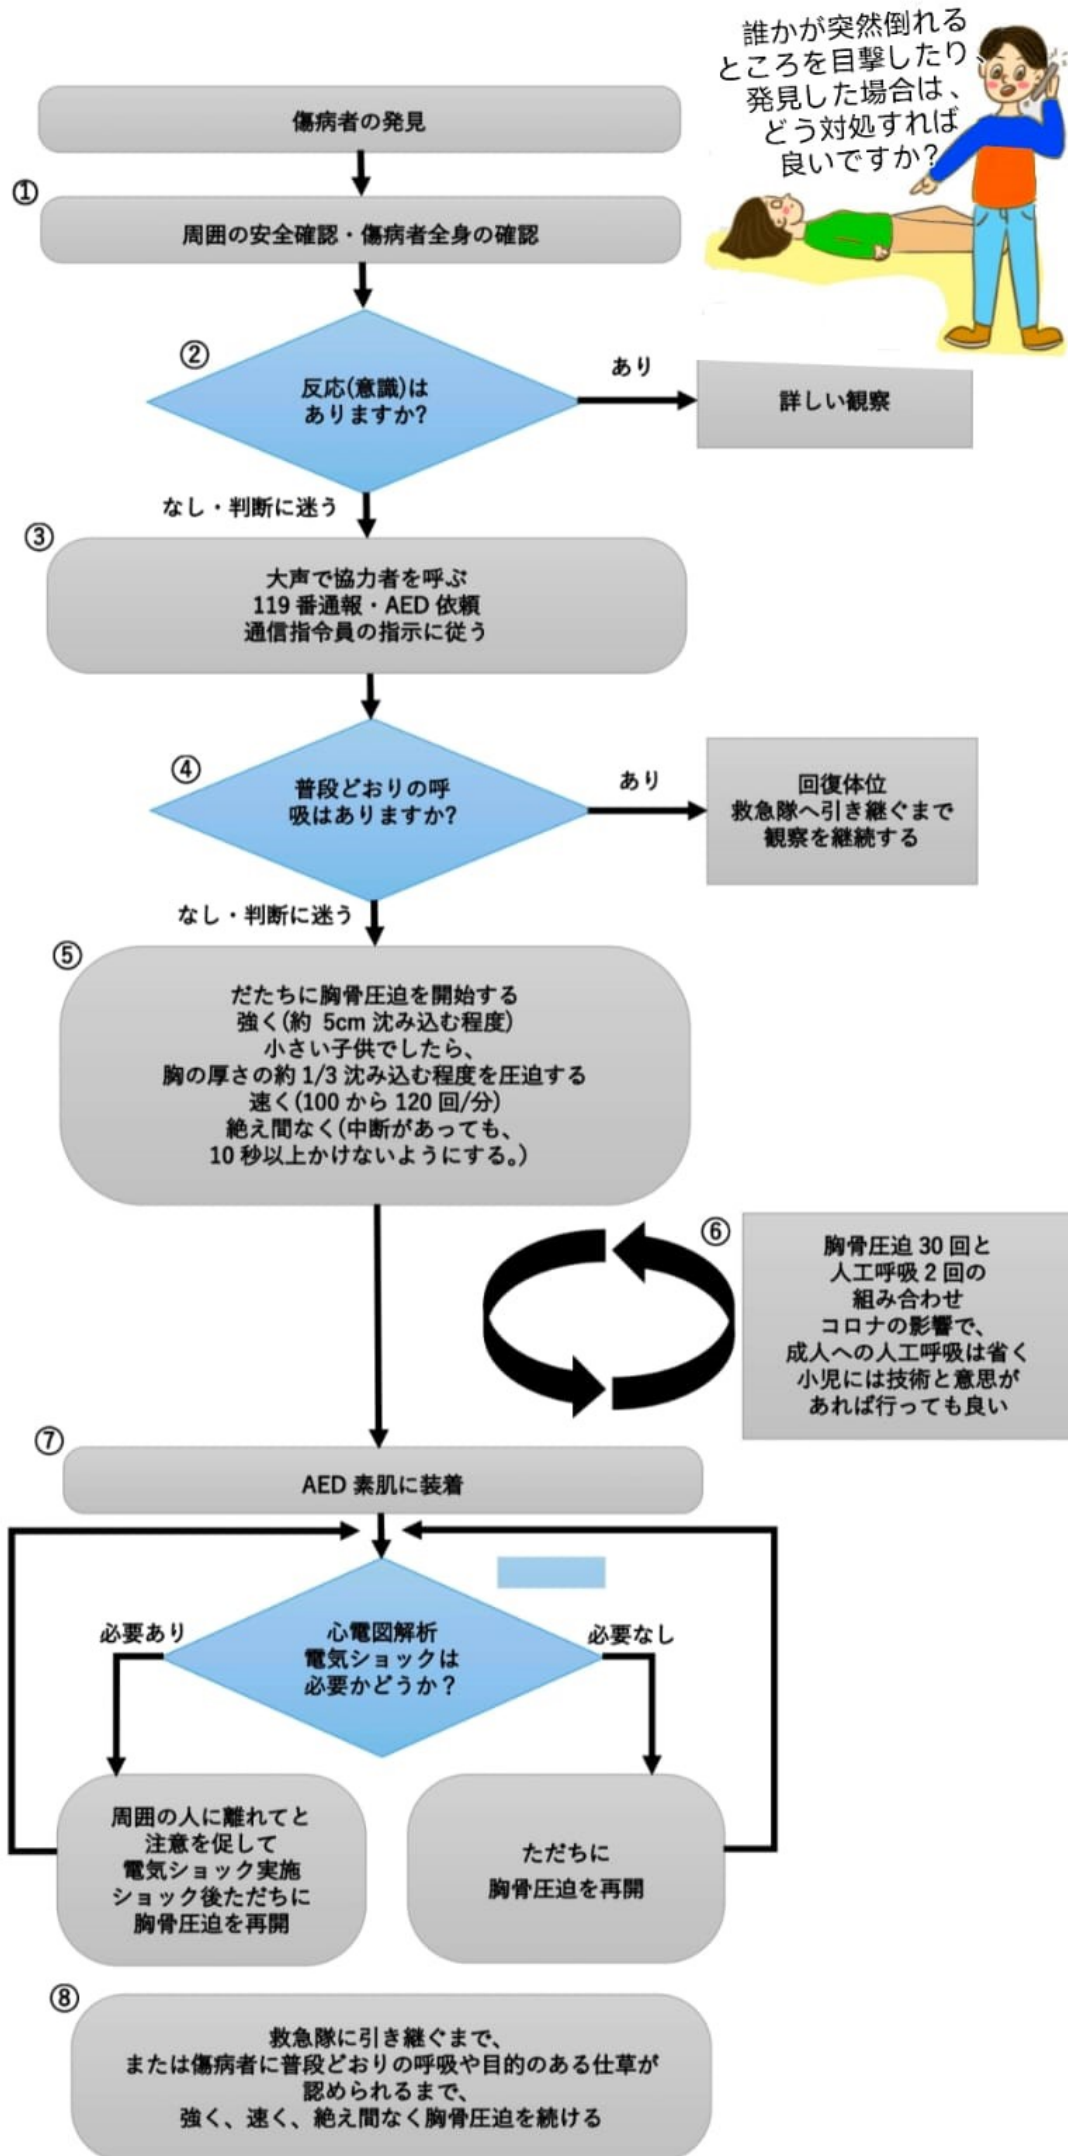 誰かが突然倒れる
ところを目撃したり、
発見した場合は、
どう対処すれば
良いですか？
傷病者の発見
①
周囲の安全確認・傷病者全身の確認
②
反応(意識)は
ありますか?
あり
詳しい観察
なし・判断に迷う
③
大声で協力者を呼ぶ
119 番通報・AED 依頼
通信指令員の指示に従う
④
普段どおりの呼
吸はありますか?
あり
回復体位
救急隊へ引き継ぐまで
観察を継続する
なし・判断に迷う
⑤
だたちに胸骨圧迫を開始する
強く(約 5cm 沈み込む程度)
小さい子供でしたら、
胸の厚さの約 1/3 沈み込む程度を圧迫する
速く(100 から 120 回/分)
絶え間なく(中断があっても、
10 秒以上かけないようにする。)
⑥
胸骨圧迫 30 回と
人工呼吸 2 回の
組み合わせ
コロナの影響で、
成人への人工呼吸は省く
小児には技術と意思が
あれば行っても良い
⑦
AED 素肌に装着
必要あり
心電図解析
電気ショックは
必要かどうか？
必要なし
周囲の人に離れてと
注意を促して
電気ショック実施
ショック後ただちに
胸骨圧迫を再開
ただちに
胸骨圧迫を再開
⑧
救急隊に引き継ぐまで、
または傷病者に普段どおりの呼吸や目的のある仕草が
認められるまで、
強く、速く、絶え間なく胸骨圧迫を続ける